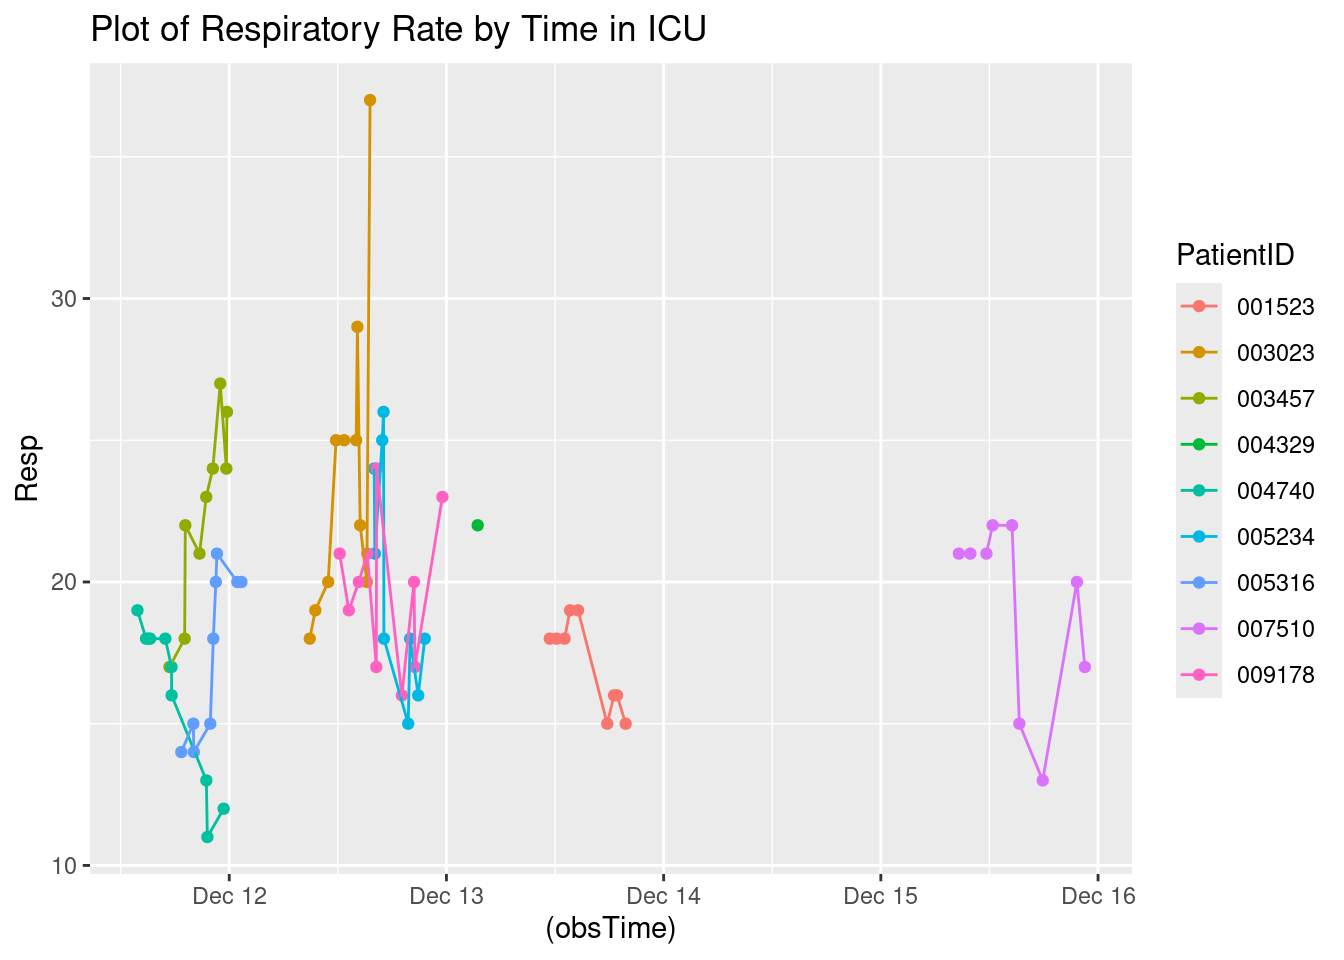 Plot of Respiratory Rate by Time in ICU
Resp
30
20
10
Dec 12
Dec 13
Dec 14
Dec 15
Dec 16
(obsTime)
PatientID
001523
003023
003457
004329
004740
005234
005316
007510
009178